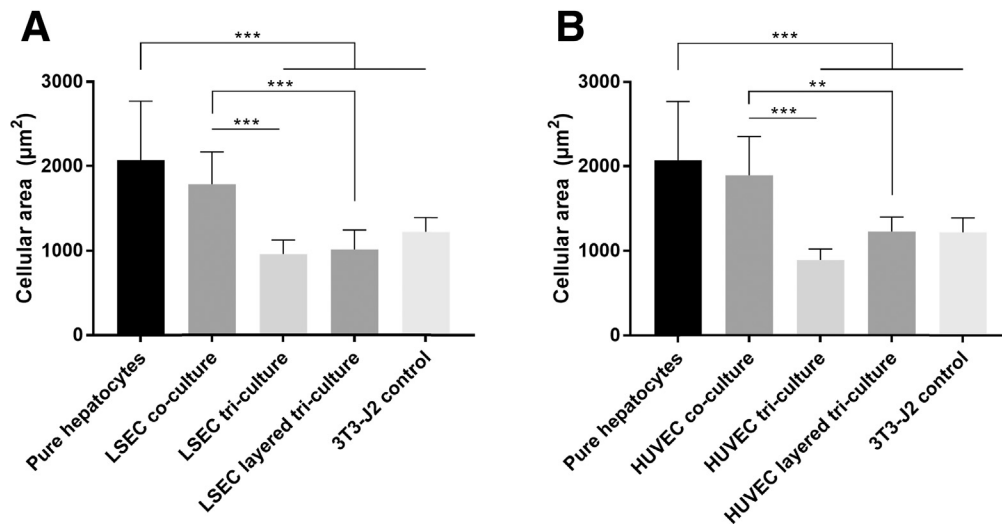 A
***
***
***
Cellular area (µm²)
3000
2000
1000
0
Pure hepatocytes
LSEC co-culture
LSEC tri-culture
LSEC layered tri-culture
3T3-J2 control
B
***
**
***
Cellular area (µm²)
3000
2000
1000
0
Pure hepatocytes
HUVEC co-culture
HUVEC tri-culture
HUVEC layered tri-culture
3T3-J2 control